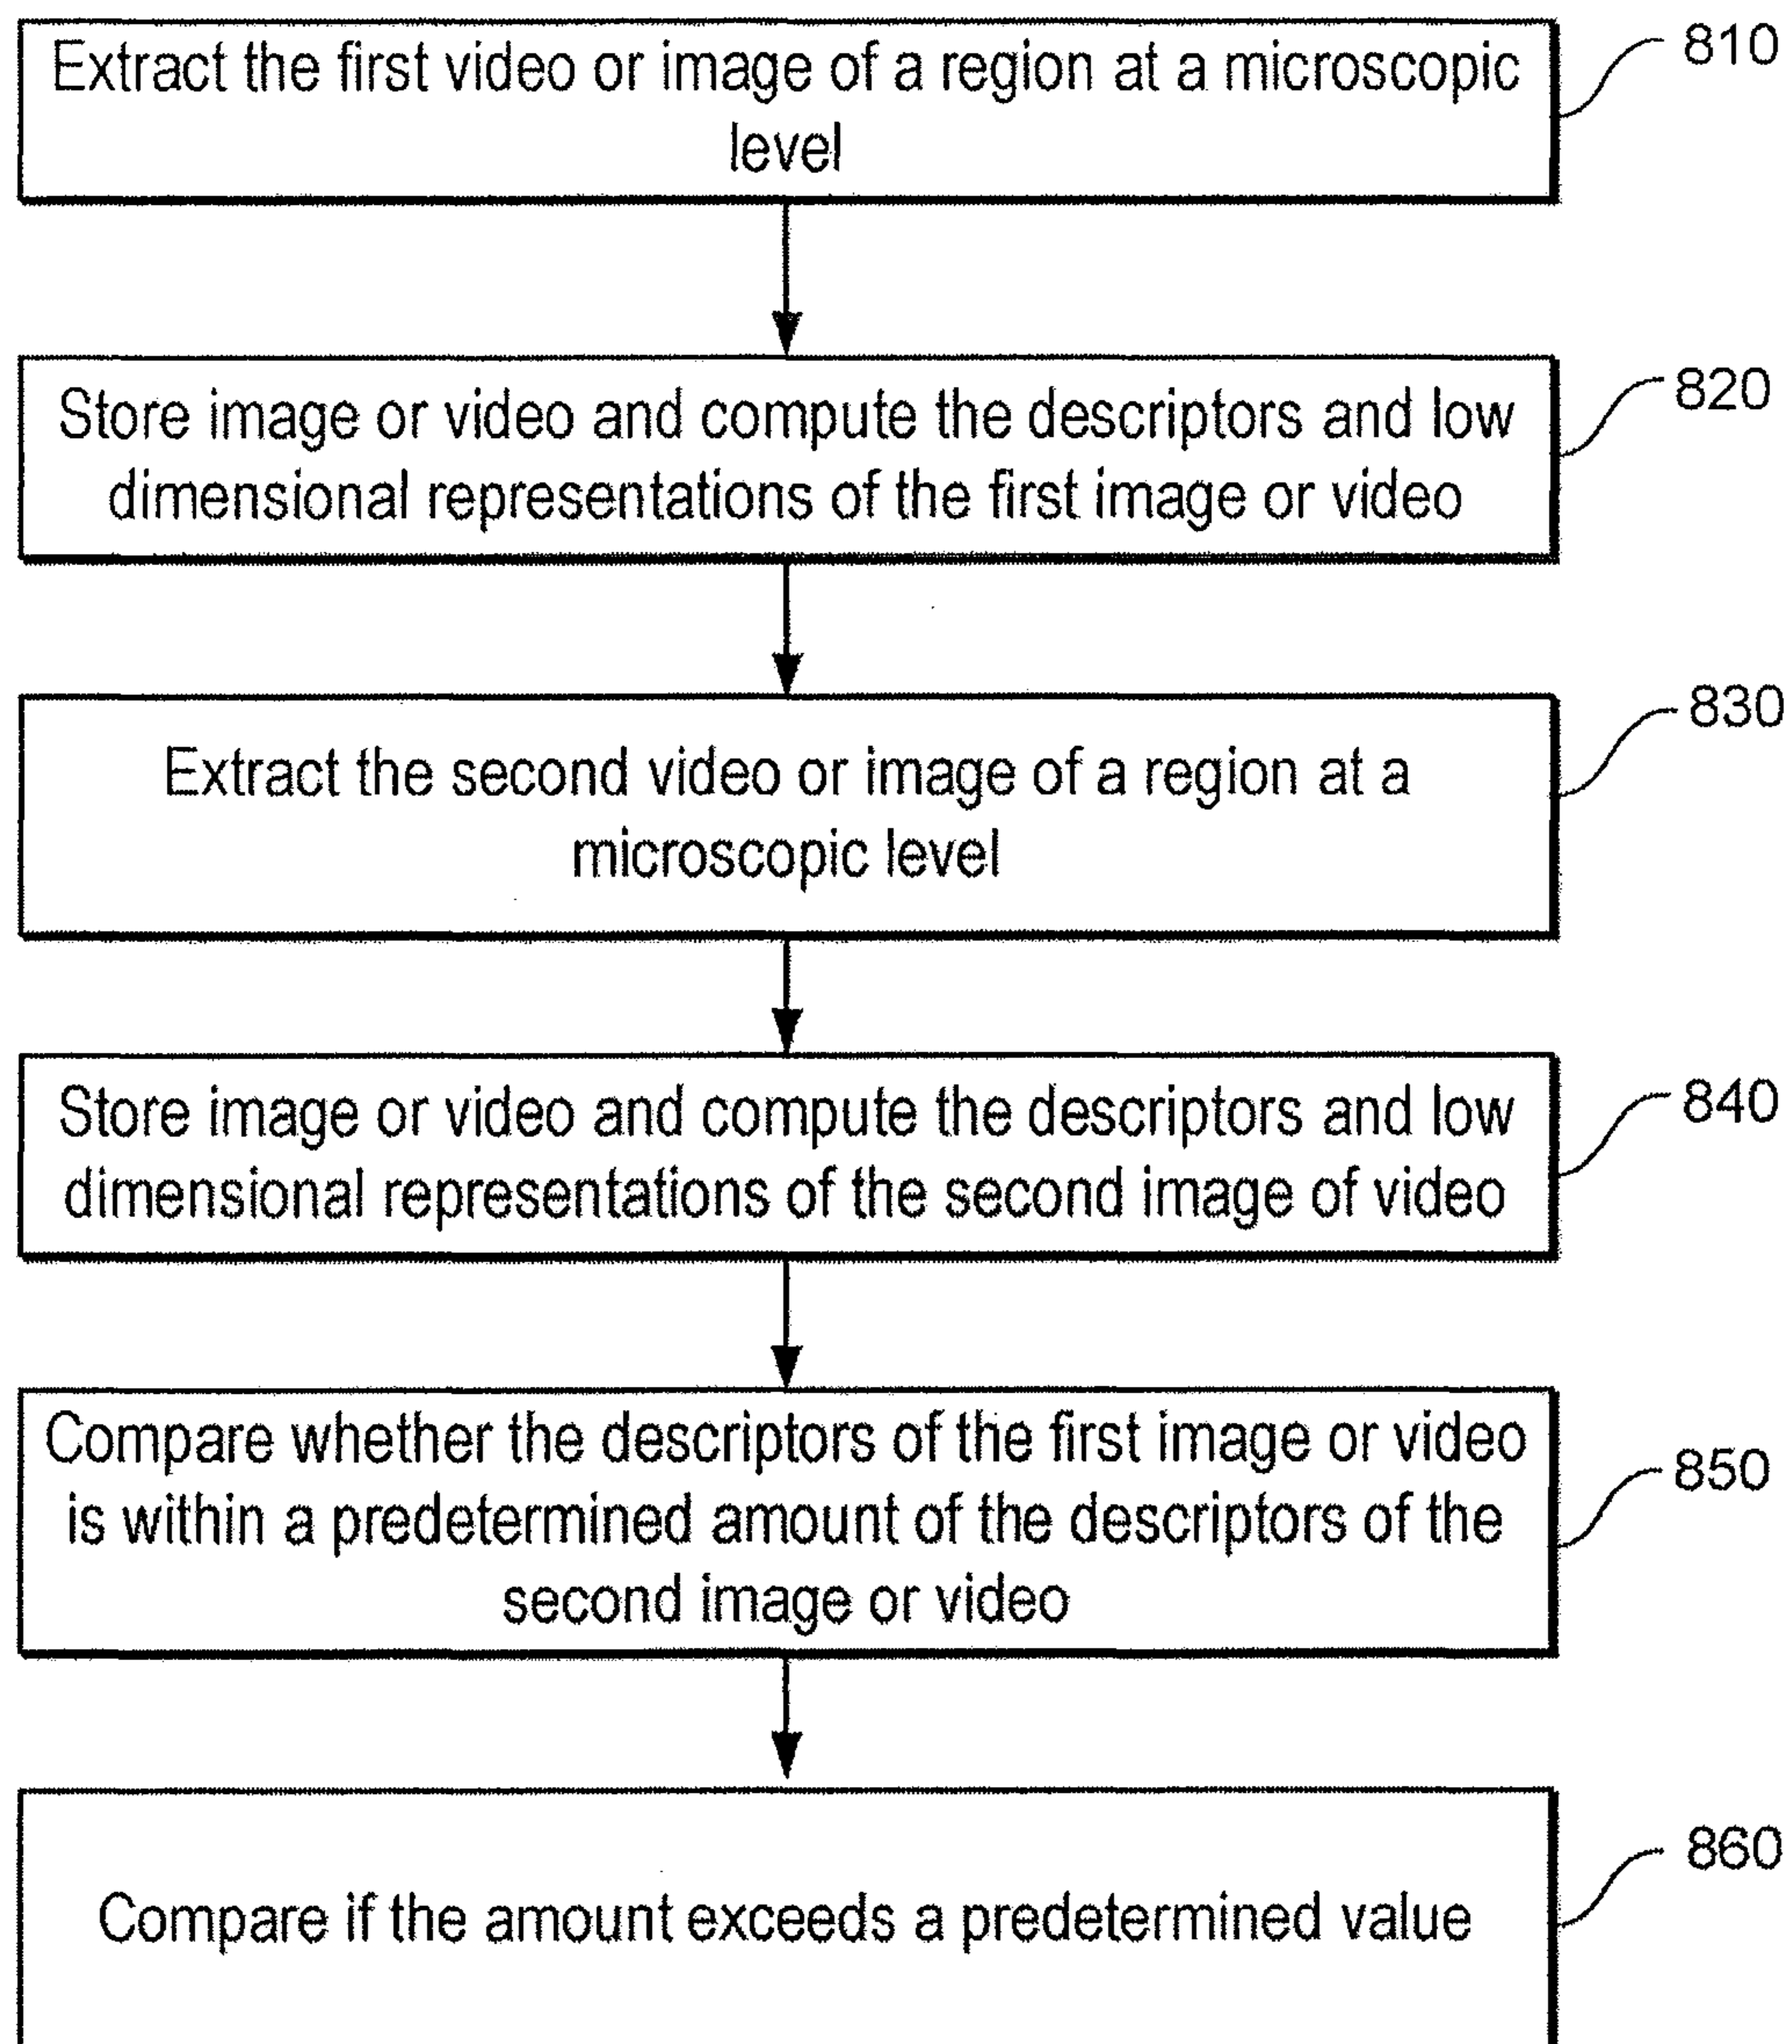 Extract the first video or image of a region at a microscopic
level
810
Store image or video and compute the descriptors and low
dimensional representations of the first image or video
820
Extract the second video or image of a region at a
microscopic level
830
Store image or video and compute the descriptors and low
dimensional representations of the second image of video
840
Compare whether the descriptors of the first image or video
is within a predetermined amount of the descriptors of the
second image or video
850
Compare if the amount exceeds a predetermined value
860